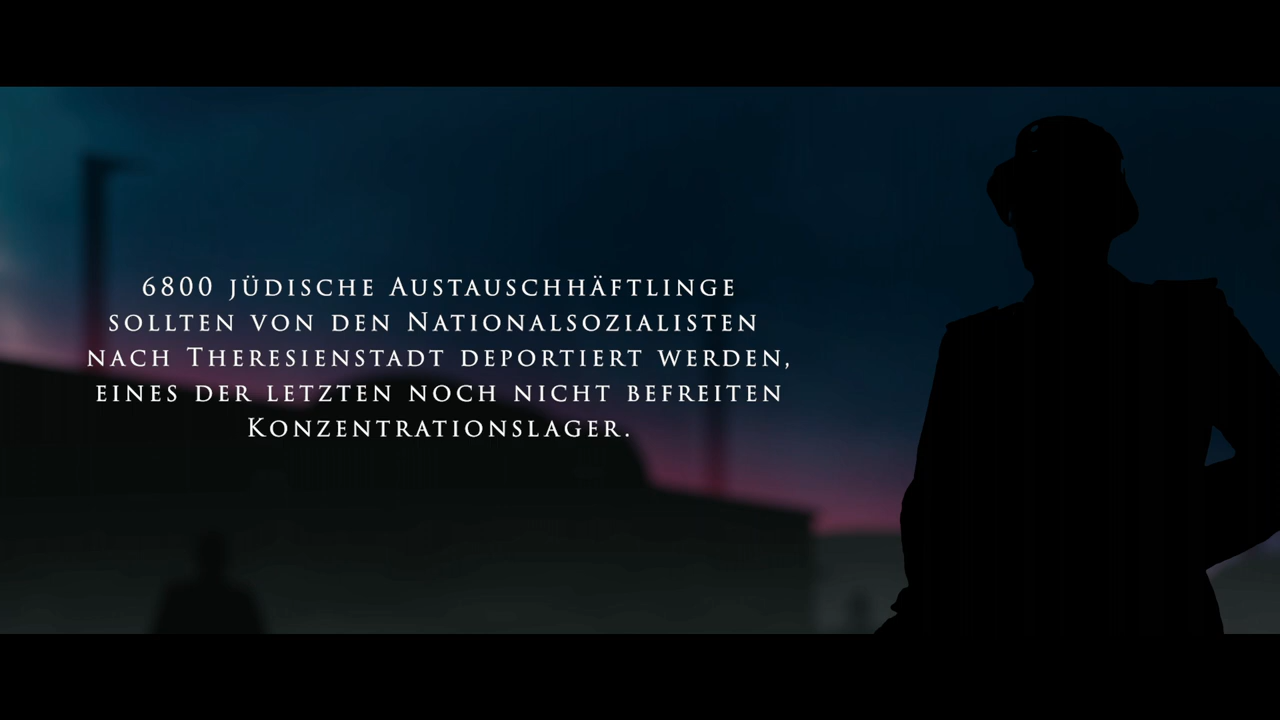 6800 jüdische Austauschhäftlinge
sollten von den Nationalsozialisten
nach Theresienstadt deportiert werden,
eines der letzten noch nicht befreiten
Konzentrationslager.